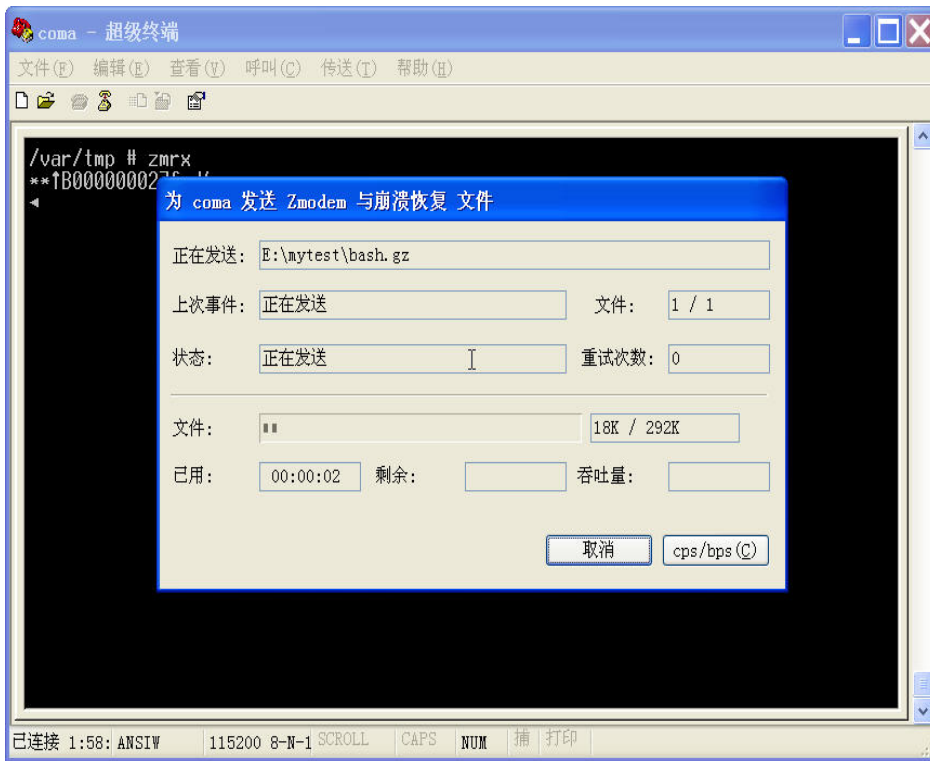 coma - 超级终端
文件(F) 编辑(E) 查看(V) 呼叫(C) 传送(T) 帮助(H)
/var/tmp # zmrx
**↑B000000027
为 coma 发送 Zmodem 与崩溃恢复 文件
正在发送: E:\mytest\bash.gz
上次事件: 正在发送 文件: 1 / 1
状态: 正在发送 重试次数: 0
文件: 18K / 292K
已用: 00:00:02 剩余: 吞吐量:
取消 cps/bps(C)
已连接 1:58: ANSIW 115200 8-N-1 SCROLL CAPS NUM 捕 打印